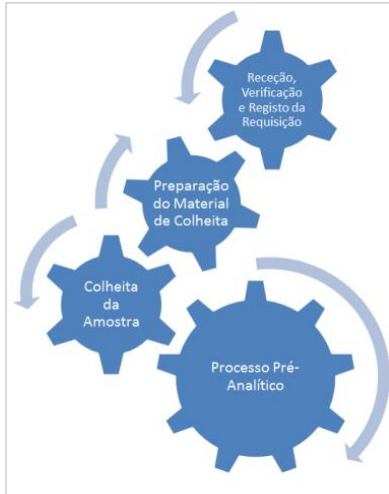 Receção,
Verificação
e Registo da
Requisição
Preparação
do Material
de Colheita
Colheita
da
Amostra
Processo Pré-
Analítico